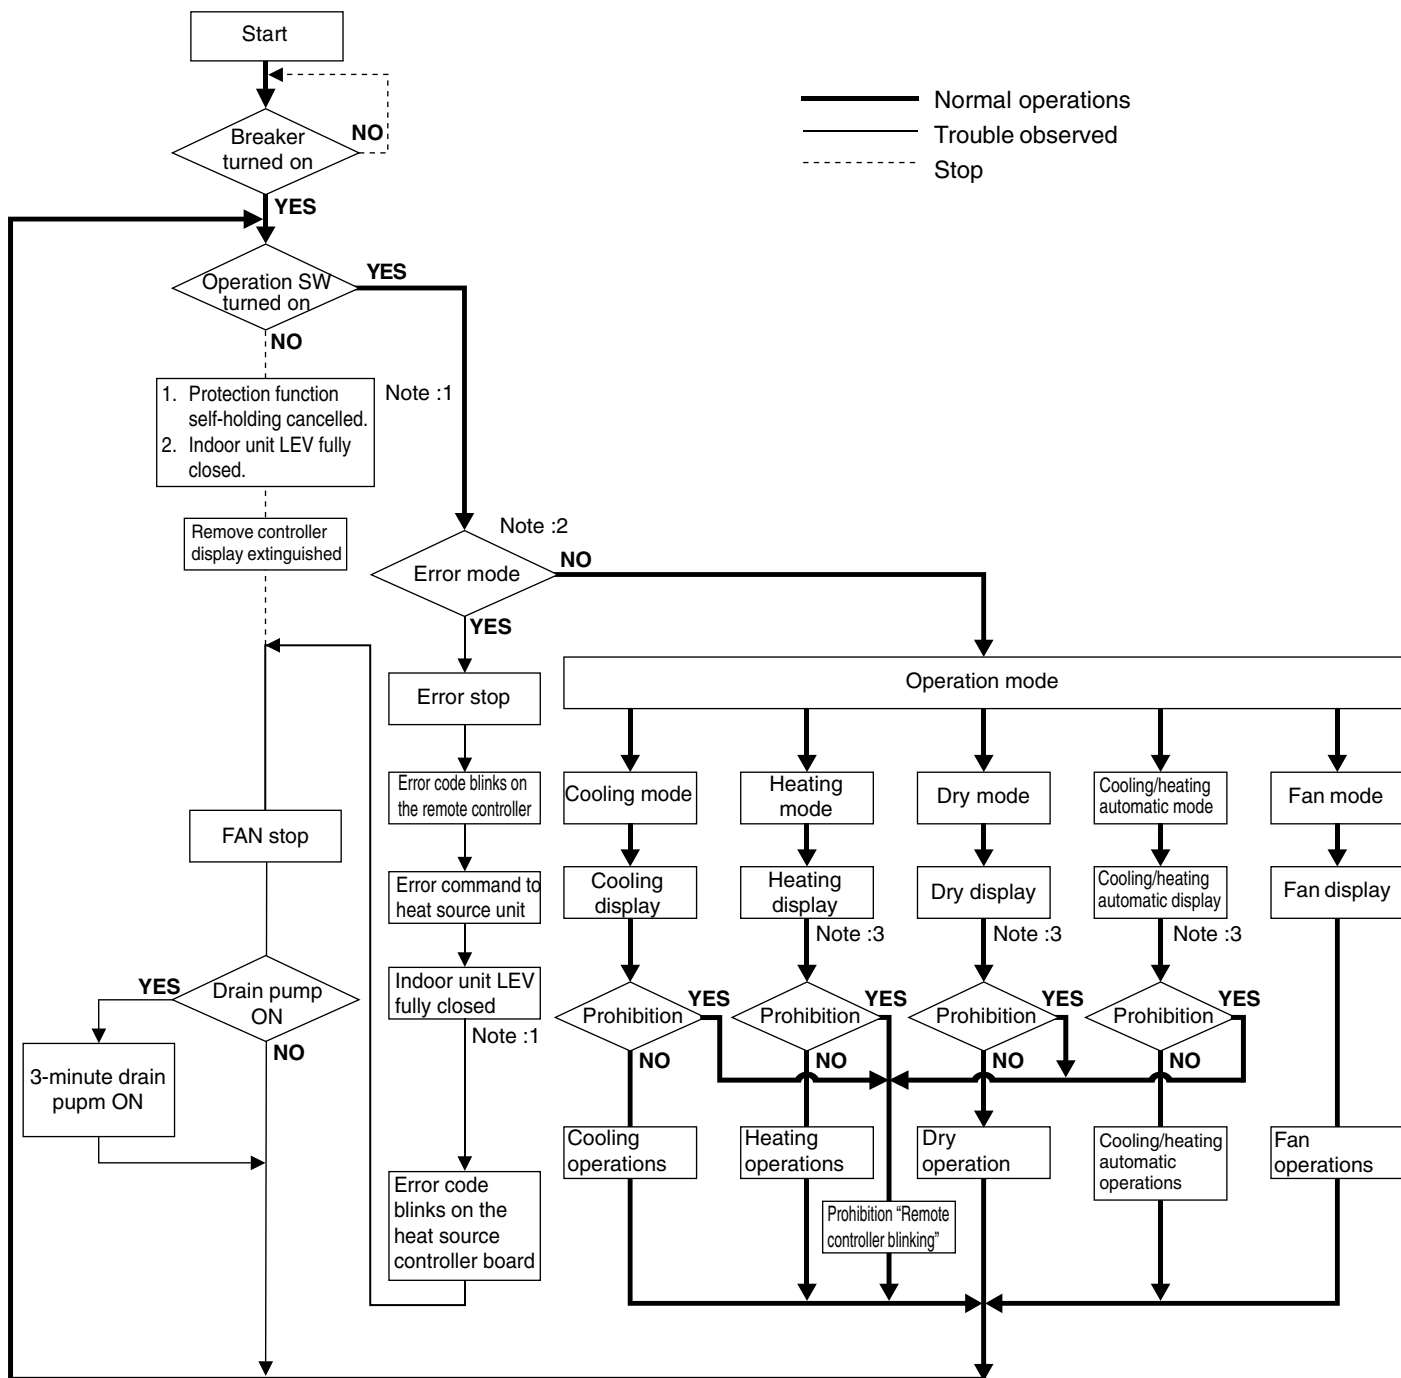 Start
Normal operations
Trouble observed
Stop
Breaker
turned on
NO
YES
Operation SW
turned on
YES
NO
1. Protection function
self-holding cancelled.
2. Indoor unit LEV fully
closed.
Note :1
Remove controller
display extinguished
Note :2
Error mode
NO
YES
Error stop
Operation mode
Error code blinks on
the remote controller
Cooling mode
Heating
mode
Dry mode
Cooling/heating
automatic mode
Fan mode
FAN stop
Error command to
heat source unit
Cooling
display
Heating
display
Dry display
Cooling/heating
automatic display
Fan display
Note :3
Note :3
Note :3
Indoor unit LEV
fully closed
Note :1
YES
Drain pump
ON
NO
Prohibition
YES
NO
Prohibition
YES
NO
Prohibition
YES
NO
Prohibition
YES
NO
3-minute drain
pupm ON
Cooling
operations
Heating
operations
Dry
operation
Cooling/heating
automatic
operations
Fan
operations
Error code
blinks on the
heat source
controller board
Prohibition “Remote
controller blinking”